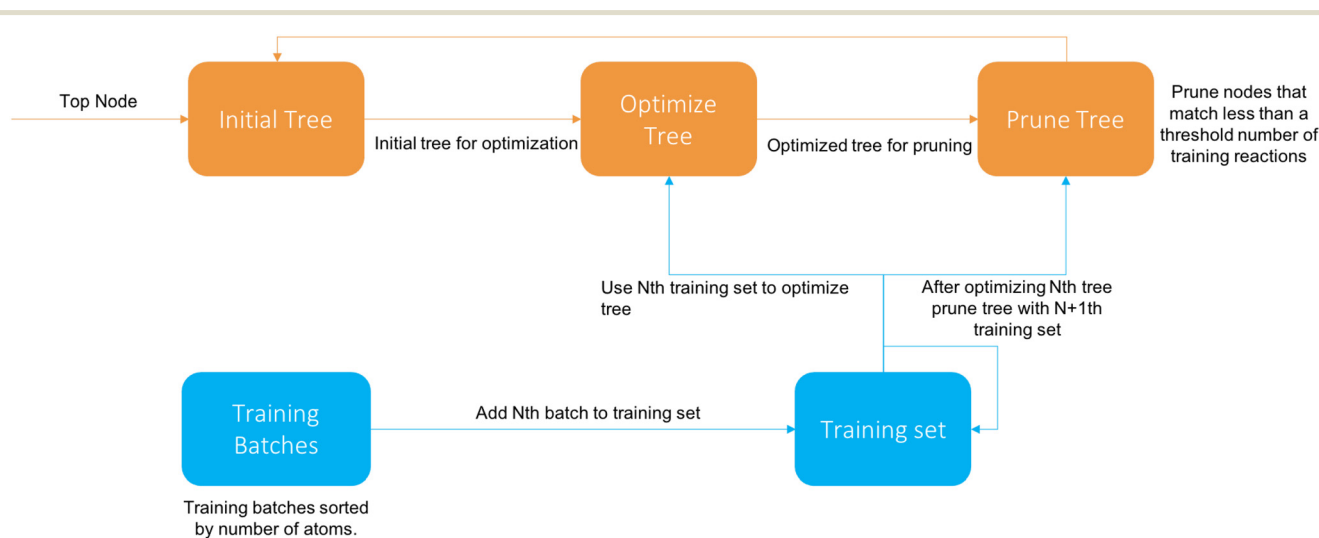 Top Node
Initial Tree
Initial tree for optimization
Optimize
Tree
Optimized tree for pruning
Prune Tree
Prune nodes that
match less than a
threshold number of
training reactions
Use Nth training set to optimize
tree
After optimizing Nth tree
prune tree with N+1th
training set
Training
Batches
Add Nth batch to training set
Training set
Training batches sorted
by number of atoms.